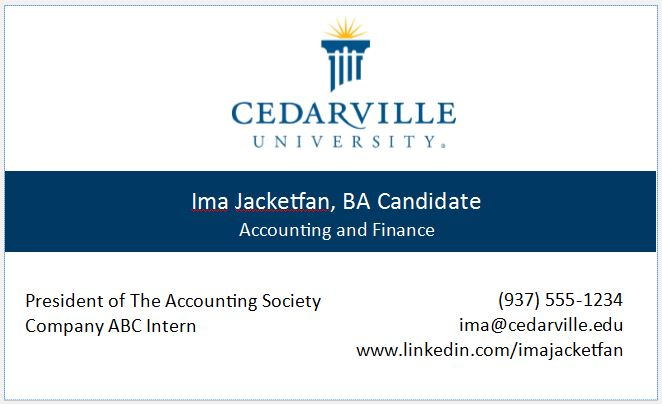 CEDARVILLE
UNIVERSITY®
Ima Jacketfan, BA Candidate
Accounting and Finance
President of The Accounting Society
Company ABC Intern
(937) 555-1234
ima@cedarville.edu
www.linkedin.com/imajacketfan